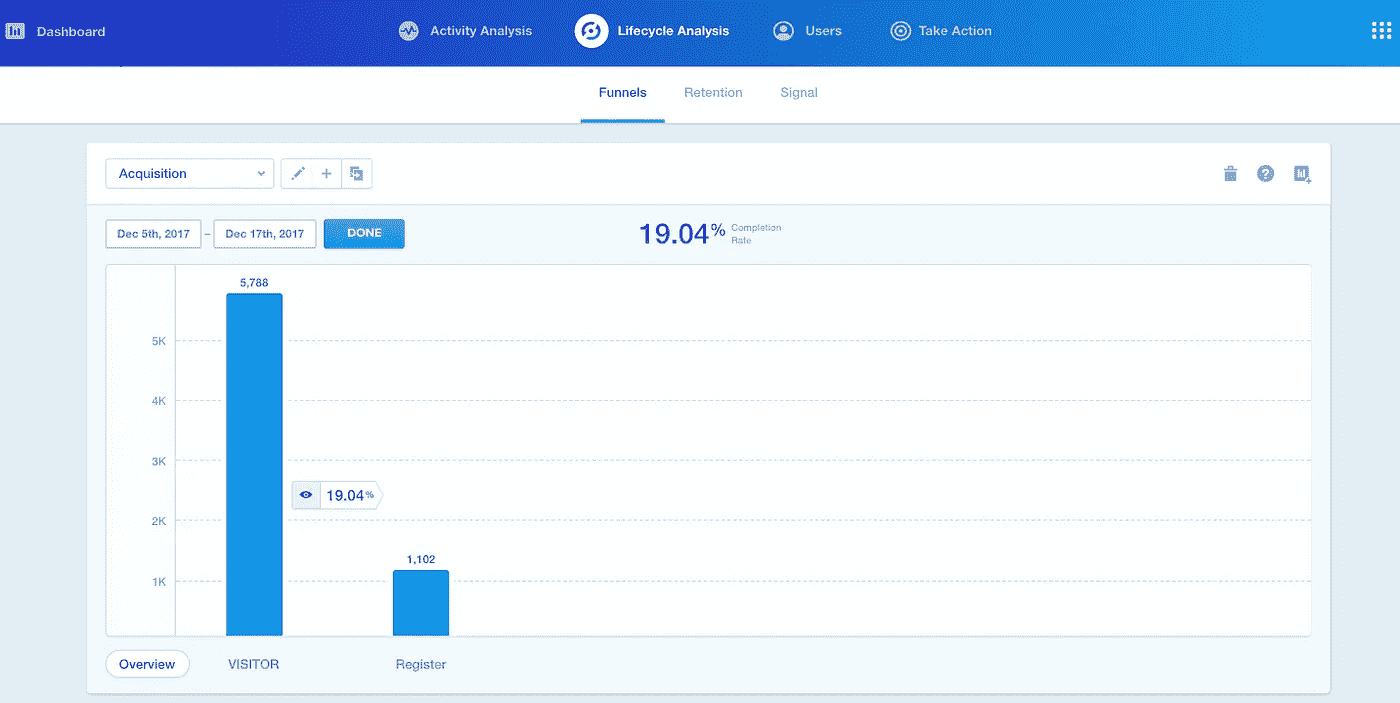 Dashboard
Activity Analysis
Lifecycle Analysis
Users
Take Action
Funnels
Retention
Signal
Acquisition
Dec 5th, 2017 – Dec 17th, 2017
DONE
19.04% Completion
Rate
5,788
5K
4K
3K
19.04%
2K
1,102
1K
Overview
VISITOR
Register